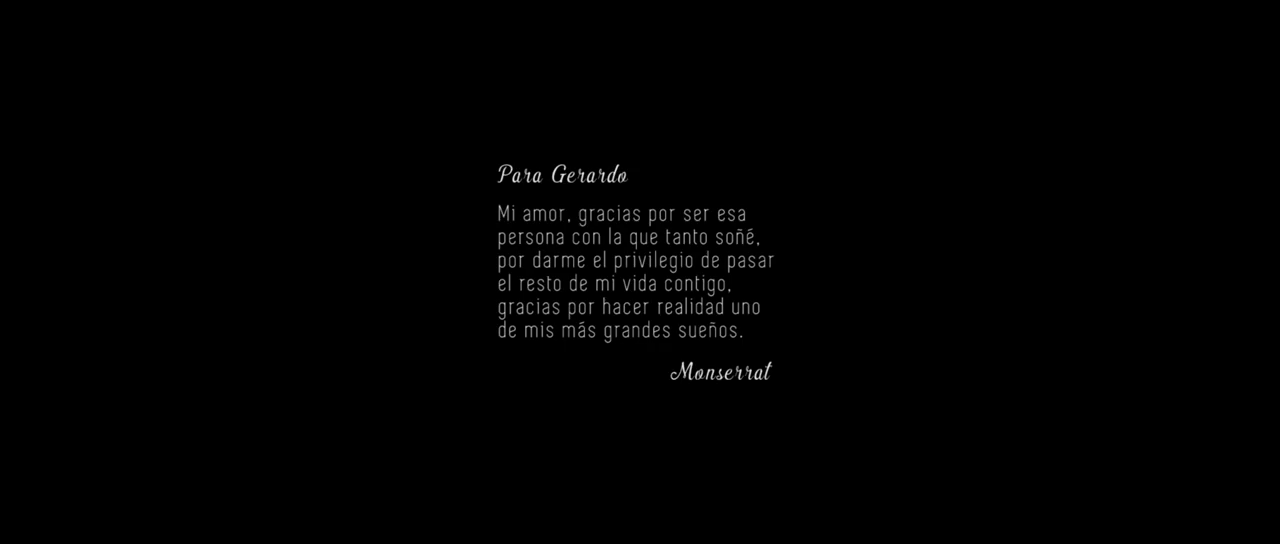 Para Gerardo
Mi amor, gracias por ser esa
persona con la que tanto soñé,
por darme el privilegio de pasar
el resto de mi vida contigo,
gracias por hacer realidad uno
de mis más grandes sueños.
Monserrat